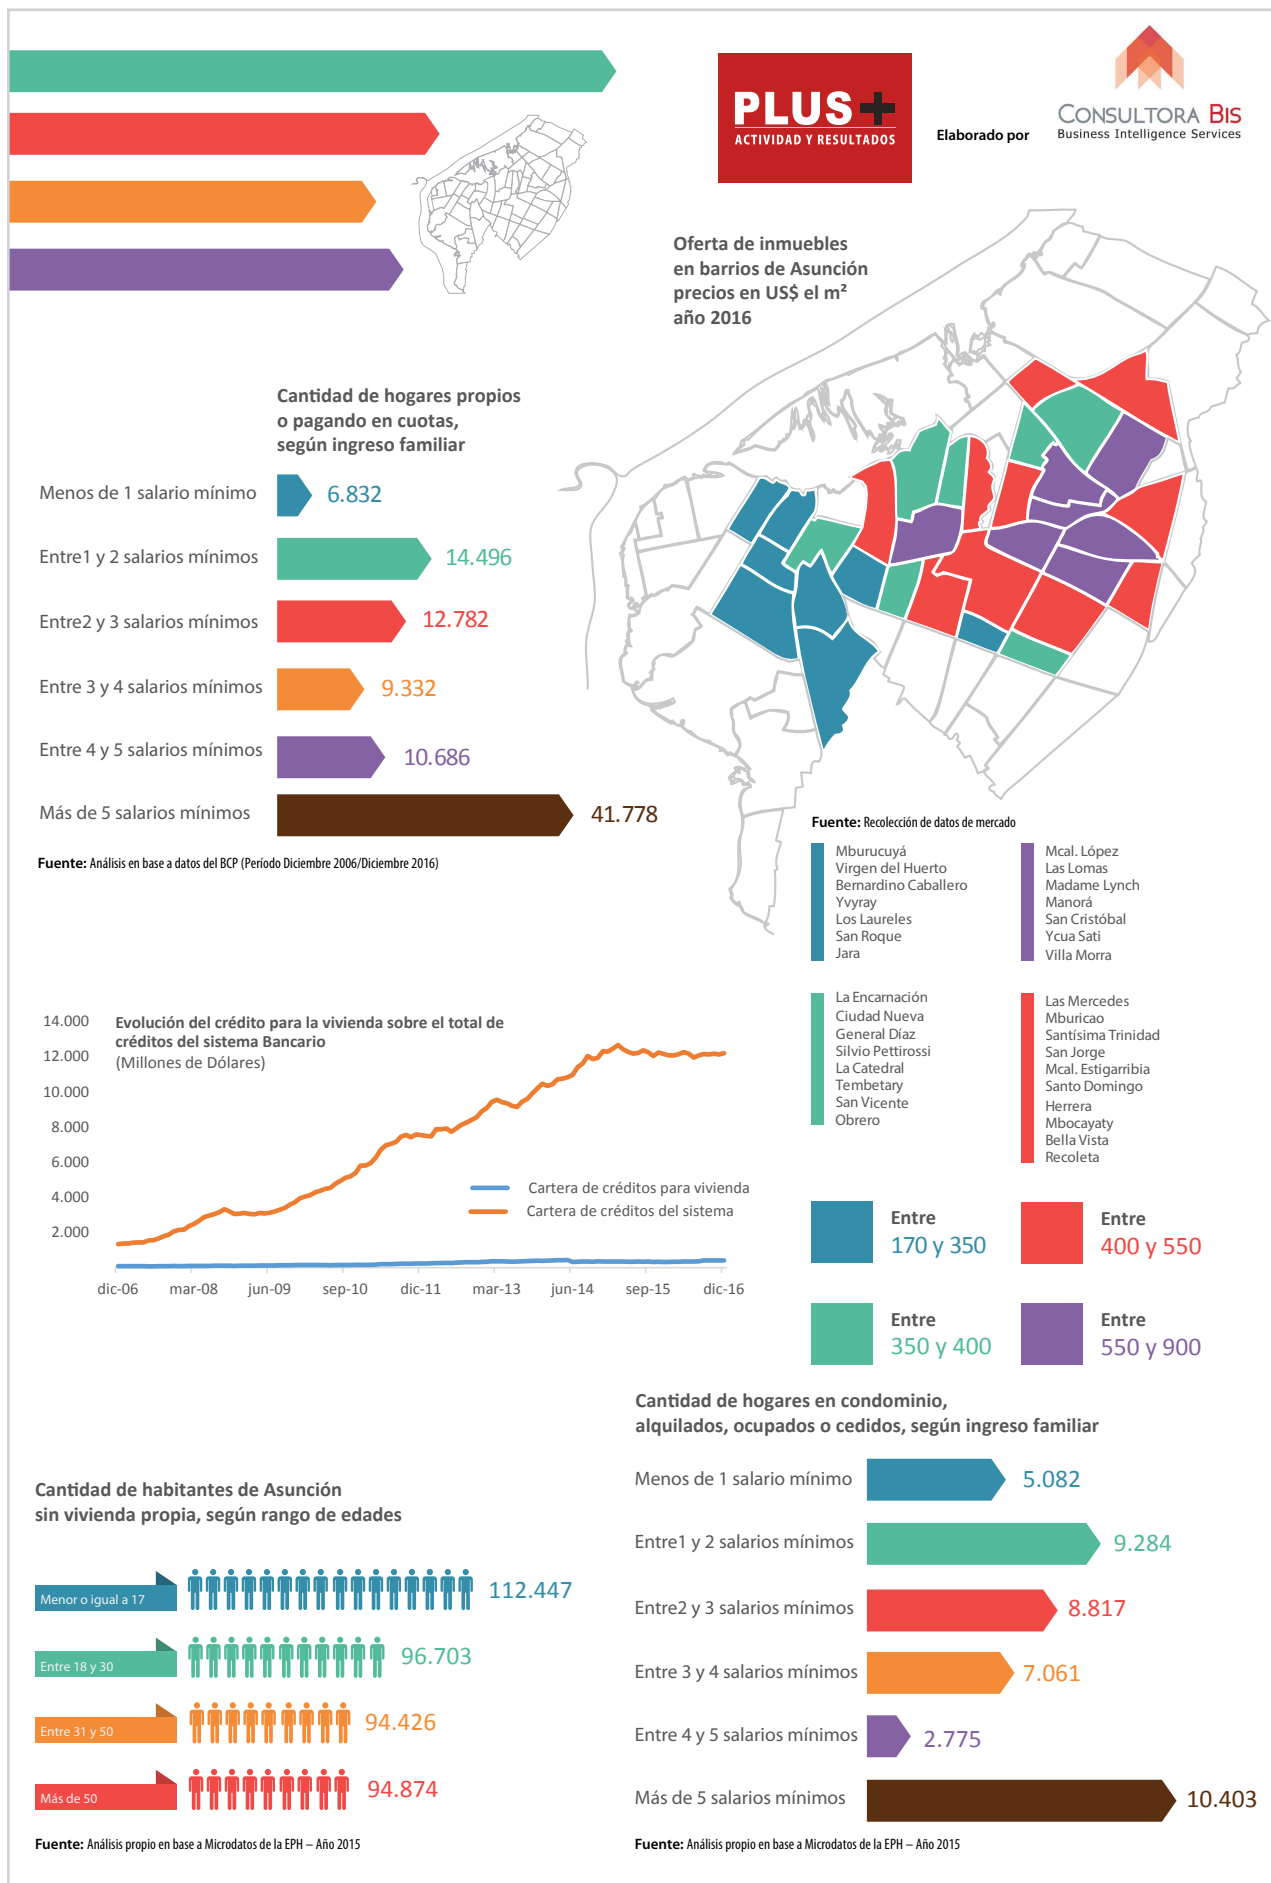 PLUS+
ACTIVIDAD Y RESULTADOS
Elaborado por
CONSULTORA BIS
Business Intelligence Services
Oferta de inmuebles
en barrios de Asunción
precios en US$ el m²
año 2016
Cantidad de hogares propios
o pagando en cuotas,
según ingreso familiar
Menos de 1 salario mínimo 6.832
Entre1 y 2 salarios mínimos 14.496
Entre2 y 3 salarios mínimos 12.782
Entre 3 y 4 salarios mínimos 9.332
Entre 4 y 5 salarios mínimos 10.686
Más de 5 salarios mínimos 41.778
Fuente: Análisis en base a datos del BCP (Período Diciembre 2006/Diciembre 2016)
Fuente: Recolección de datos de mercado
Mburucuyá
Virgen del Huerto
Bernardino Caballero
Yvyray
Los Laureles
San Roque
Jara
Mcal. López
Las Lomas
Madame Lynch
Manorá
San Cristóbal
Ycua Sati
Villa Morra
La Encarnación
Ciudad Nueva
General Díaz
Silvio Pettirossi
La Catedral
Tembetary
San Vicente
Obrero
Las Mercedes
Mburicao
Santísima Trinidad
San Jorge
Mcal. Estigarribia
Santo Domingo
Herrera
Mbocayaty
Bella Vista
Recoleta
Entre
170 y 350
Entre
400 y 550
Entre
350 y 400
Entre
550 y 900
Evolución del crédito para la vivienda sobre el total de
créditos del sistema Bancario
(Millones de Dólares)
14.000
12.000
10.000
8.000
6.000
4.000
2.000
Cartera de créditos para vivienda
Cartera de créditos del sistema
dic-06 mar-08 jun-09 sep-10 dic-11 mar-13 jun-14 sep-15 dic-16
Cantidad de habitantes de Asunción
sin vivienda propia, según rango de edades
Menor o igual a 17 112.447
Entre 18 y 30 96.703
Entre 31 y 50 94.426
Más de 50 94.874
Fuente: Análisis propio en base a Microdatos de la EPH – Año 2015
Cantidad de hogares en condominio,
alquilados, ocupados o cedidos, según ingreso familiar
Menos de 1 salario mínimo 5.082
Entre1 y 2 salarios mínimos 9.284
Entre2 y 3 salarios mínimos 8.817
Entre 3 y 4 salarios mínimos 7.061
Entre 4 y 5 salarios mínimos 2.775
Más de 5 salarios mínimos 10.403
Fuente: Análisis propio en base a Microdatos de la EPH – Año 2015